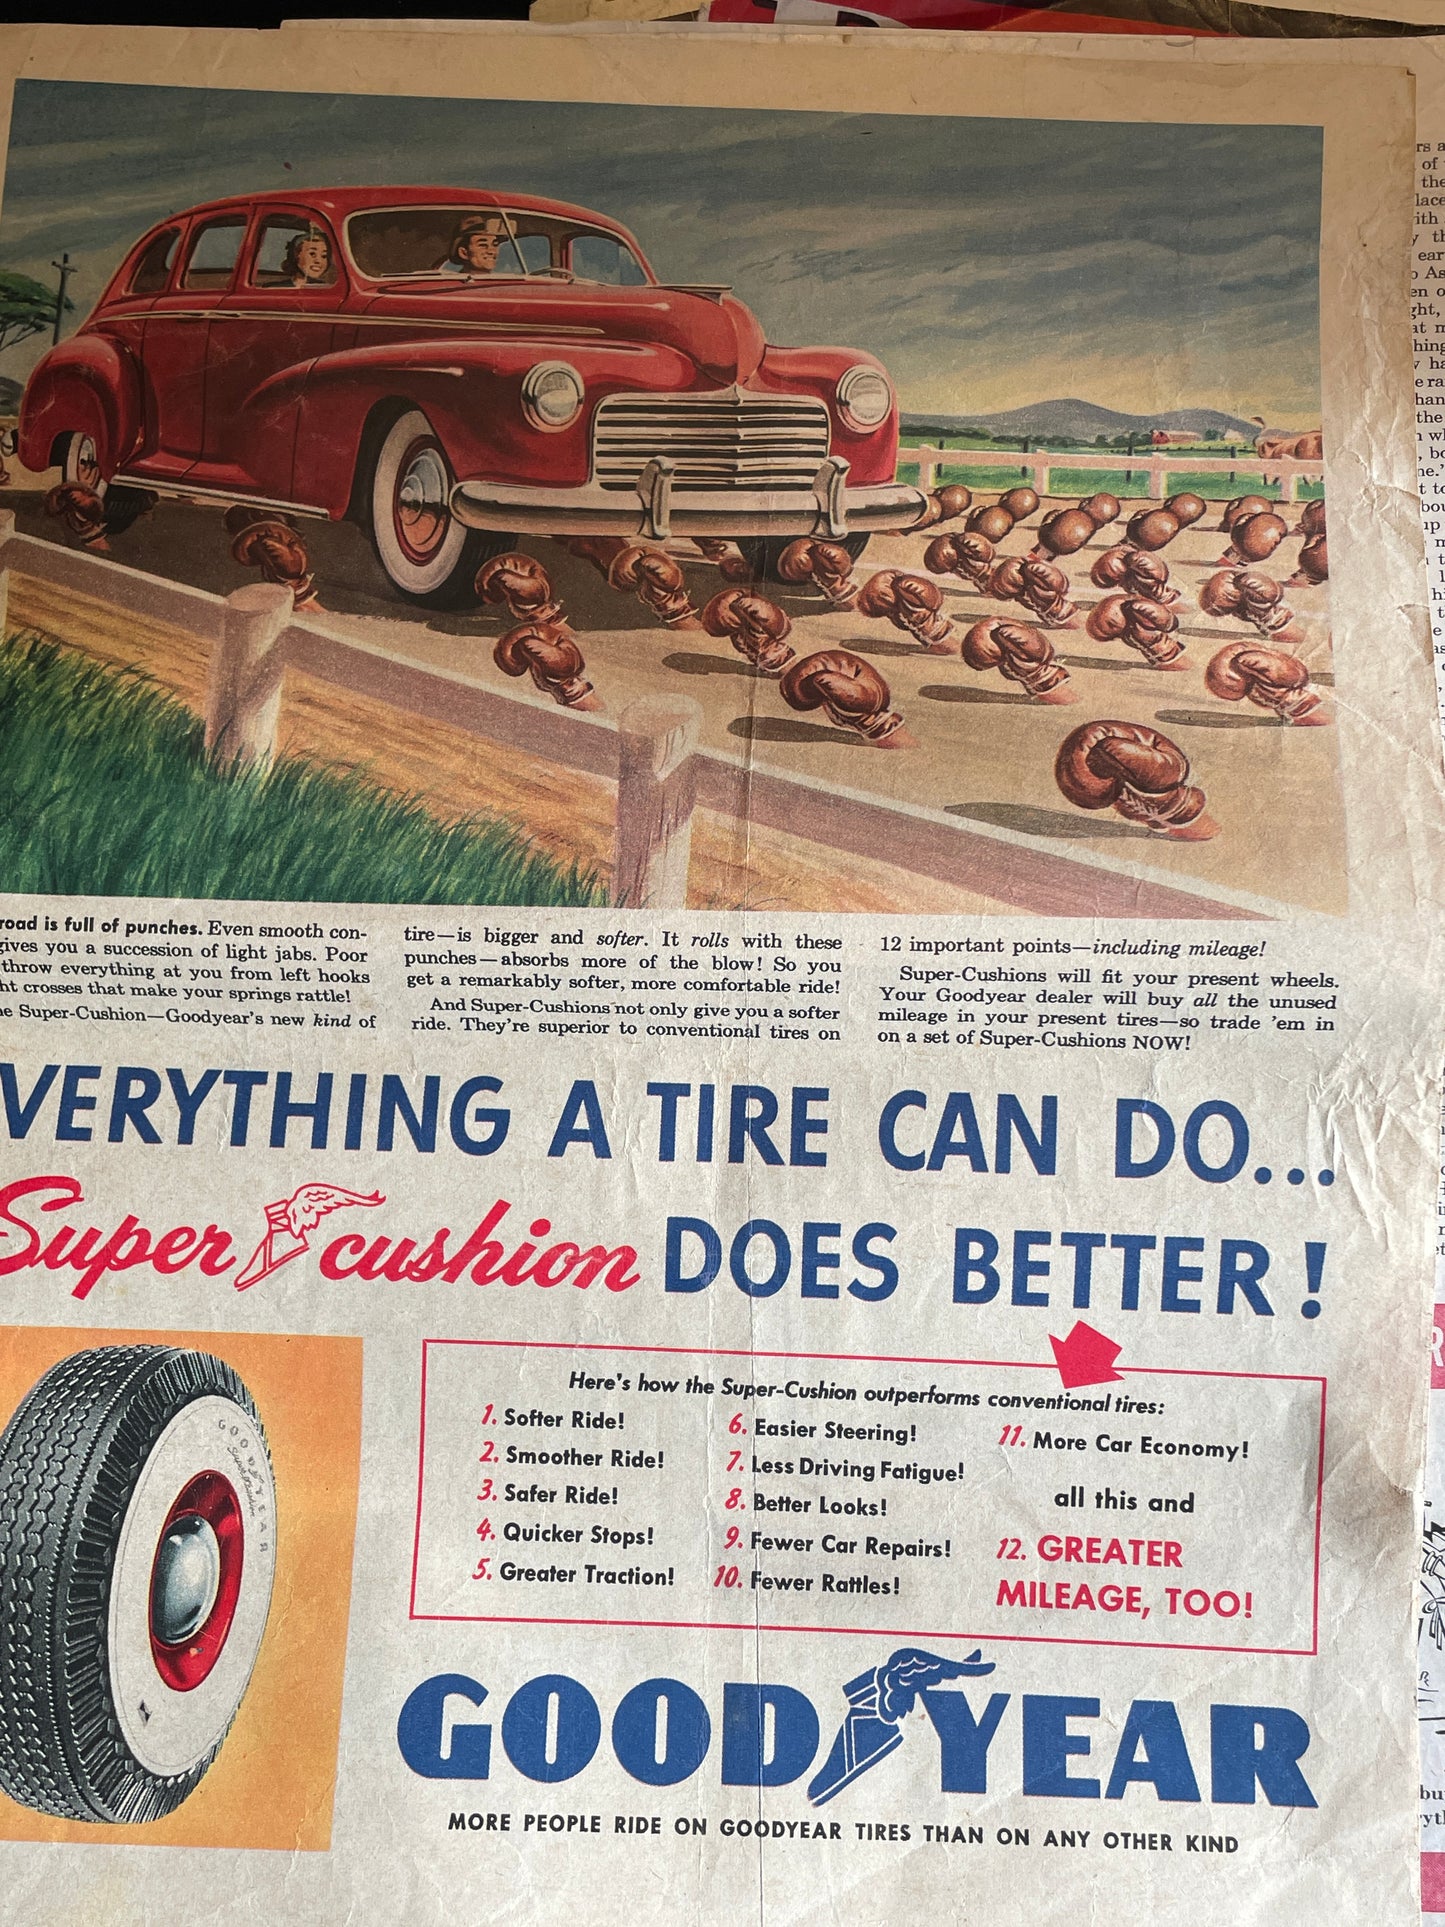 road is full of punches. Even smooth con-
gives you a succession of light jabs. Poor
throw everything at you from left hooks
ht crosses that make your springs rattle!
e Super-Cushion—Goodyear's new kind of
tire—is bigger and softer. It rolls with these
punches—absorbs more of the blow! So you
get a remarkably softer, more comfortable ride!
And Super-Cushions not only give you a softer
ride. They're superior to conventional tires on
12 important points—including mileage!
Super-Cushions will fit your present wheels.
Your Goodyear dealer will buy all the unused
mileage in your present tires—so trade 'em in
on a set of Super-Cushions NOW!
VERYTHING A TIRE CAN DO...
Super cushion DOES BETTER!
GOODYEAR
Super-Cushion
Here's how the Super-Cushion outperforms conventional tires:
1. Softer Ride!
2. Smoother Ride!
3. Safer Ride!
4. Quicker Stops!
5. Greater Traction!
6. Easier Steering!
7. Less Driving Fatigue!
8. Better Looks!
9. Fewer Car Repairs!
10. Fewer Rattles!
11. More Car Economy!
all this and
12. GREATER
MILEAGE, TOO!
GOODYEAR
MORE PEOPLE RIDE ON GOODYEAR TIRES THAN ON ANY OTHER KIND